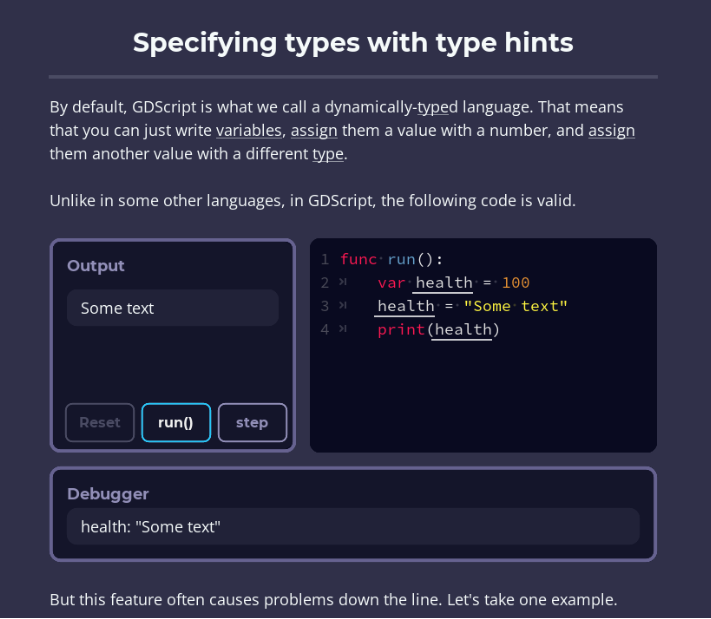 Specifying types with type hints
By default, GDScript is what we call a dynamically-typed language. That means
that you can just write variables, assign them a value with a number, and assign
them another value with a different type.
Unlike in some other languages, in GDScript, the following code is valid.
Output
Some text
Reset run() step
1 func run():
2 var health = 100
3 health = "Some text"
4 print(health)
Debugger
health: "Some text"
But this feature often causes problems down the line. Let's take one example.